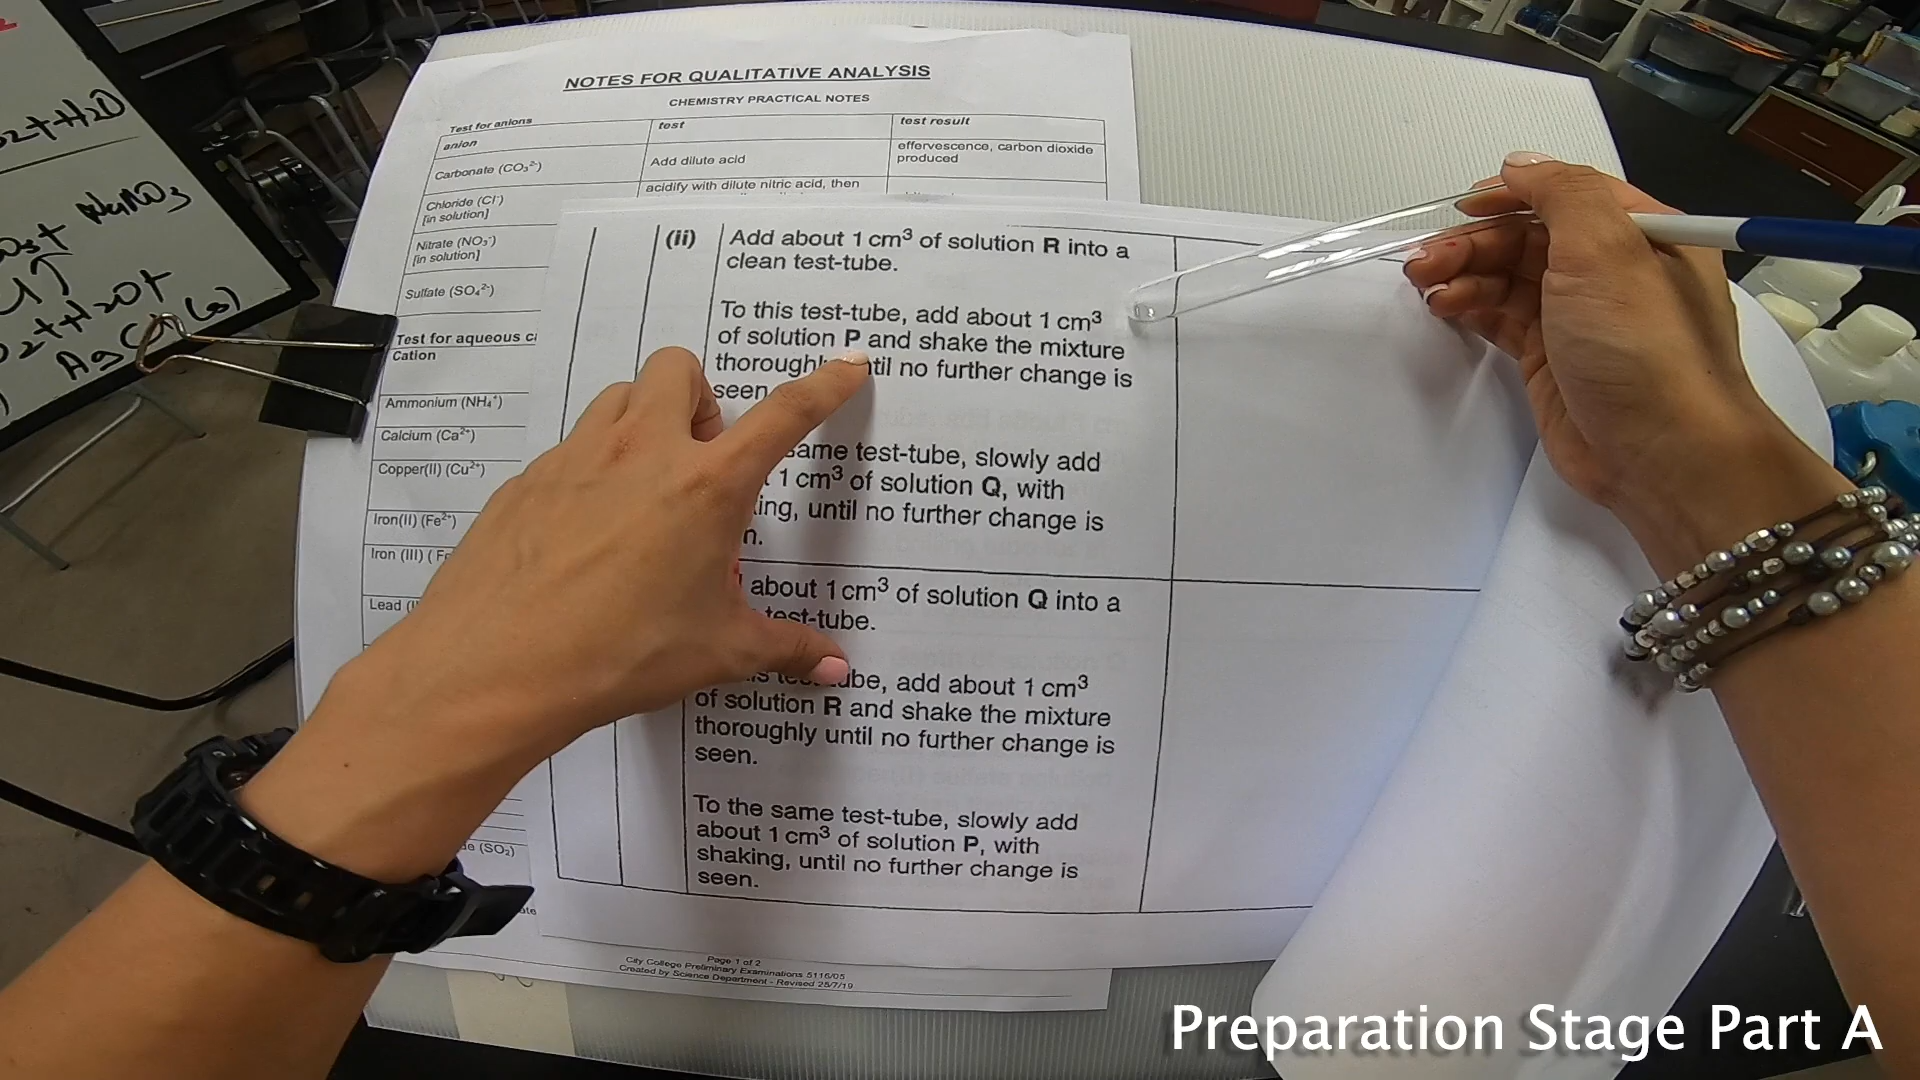 NOTES FOR QUALITATIVE ANALYSIS
CHEMISTRY PRACTICAL NOTES
Test for anions
anion
test
test result
Carbonate (CO₃²⁻)
Add dilute acid
effervescence, carbon dioxide
produced
Chloride (Cl⁻)
[in solution]
acidify with dilute nitric acid, then
Nitrate (NO₃⁻)
[in solution]
Sulfate (SO₄²⁻)
Test for aqueous
Cation
Ammonium (NH₄⁺)
Calcium (Ca²⁺)
Copper(II) (Cu²⁺)
Iron(II) (Fe²⁺)
Iron (III) (
Lead
(SO₂)
(ii) Add about 1 cm³ of solution R into a
clean test-tube.
To this test-tube, add about 1 cm³
of solution P and shake the mixture
no further change is
seen
same test-tube, slowly add
1 cm³ of solution Q, with
until no further change is
about 1 cm³ of solution Q into a
test-tube.
add about 1 cm³
of solution R and shake the mixture
thoroughly until no further change is
seen.
To the same test-tube, slowly add
about 1 cm³ of solution P, with
shaking, until no further change is
seen.
Page 1 of 2
City College Preliminary Examinations 5116/05
Created by Science Department - Revised 25/7/19
NaNO₃
Preparation Stage Part A